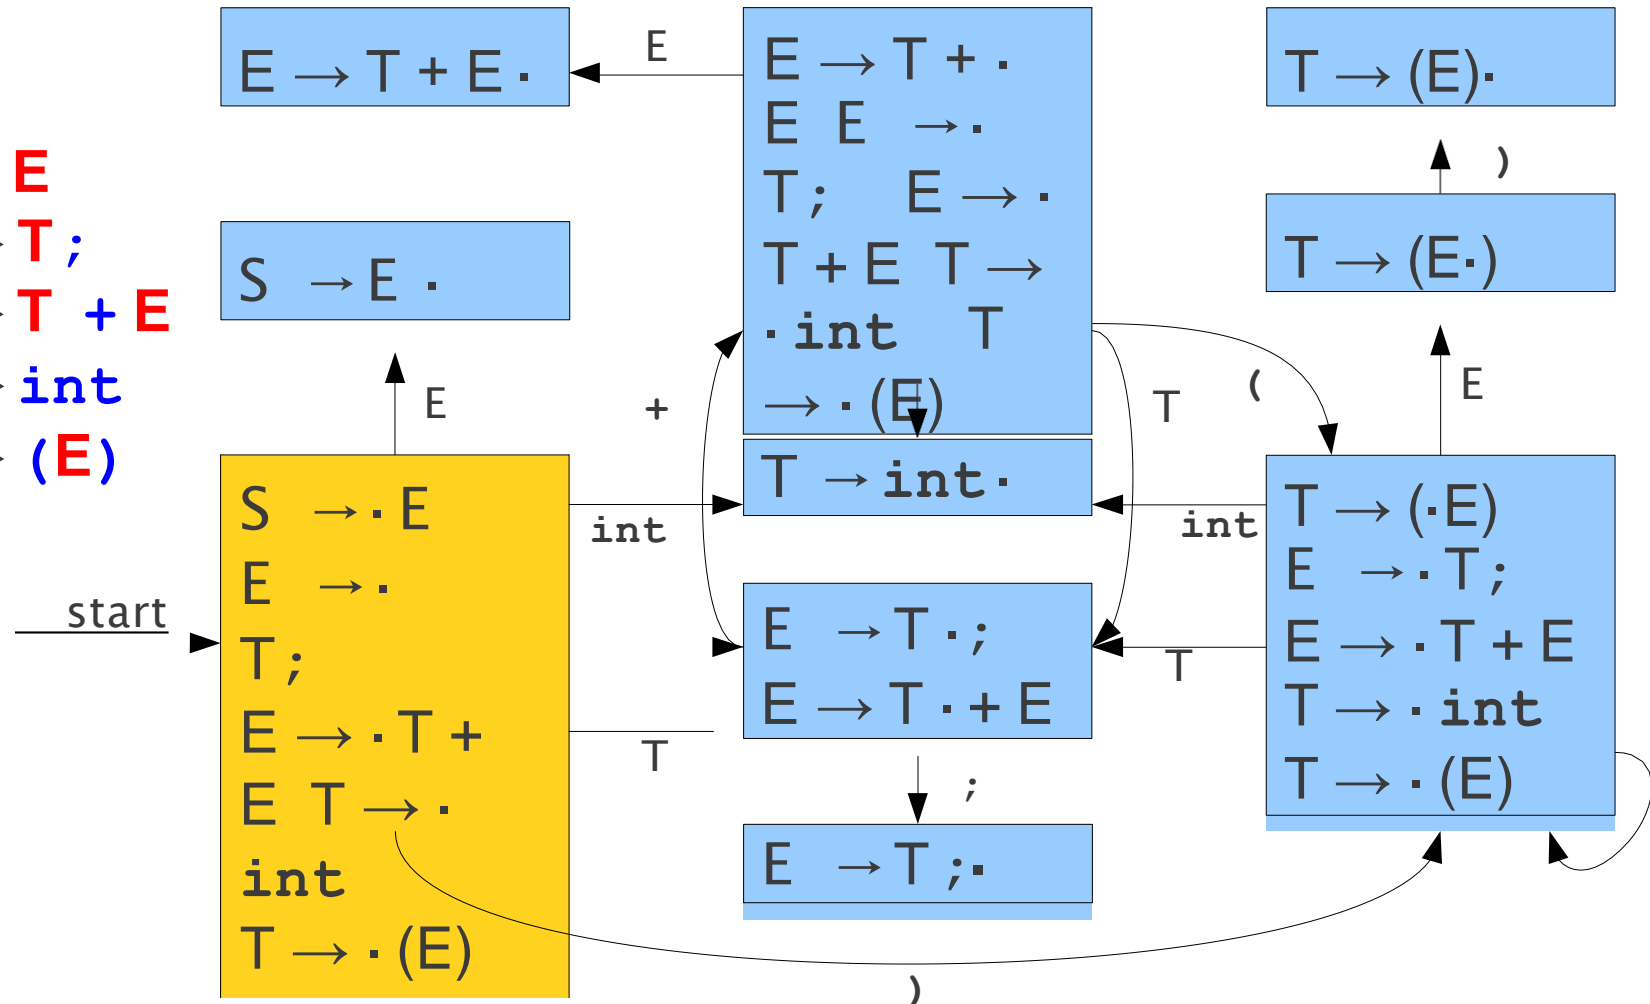 E
T ;
T + E
int
(E)
start
E → T + E ·
E
S → E ·
E
S → · E
E → ·
T ;
E → · T +
E T → ·
int
T → · (E)
E → T + ·
E E → ·
T ; E → ·
T + E T →
· int T
→ · (E)
+
T
(
T → int ·
int
int
E → T · ;
E → T · + E
T
T
;
E → T ; ·
)
T → (E) ·
)
T → (E · )
E
T → ( · E)
E → · T ;
E → · T + E
T → · int
T → · (E)